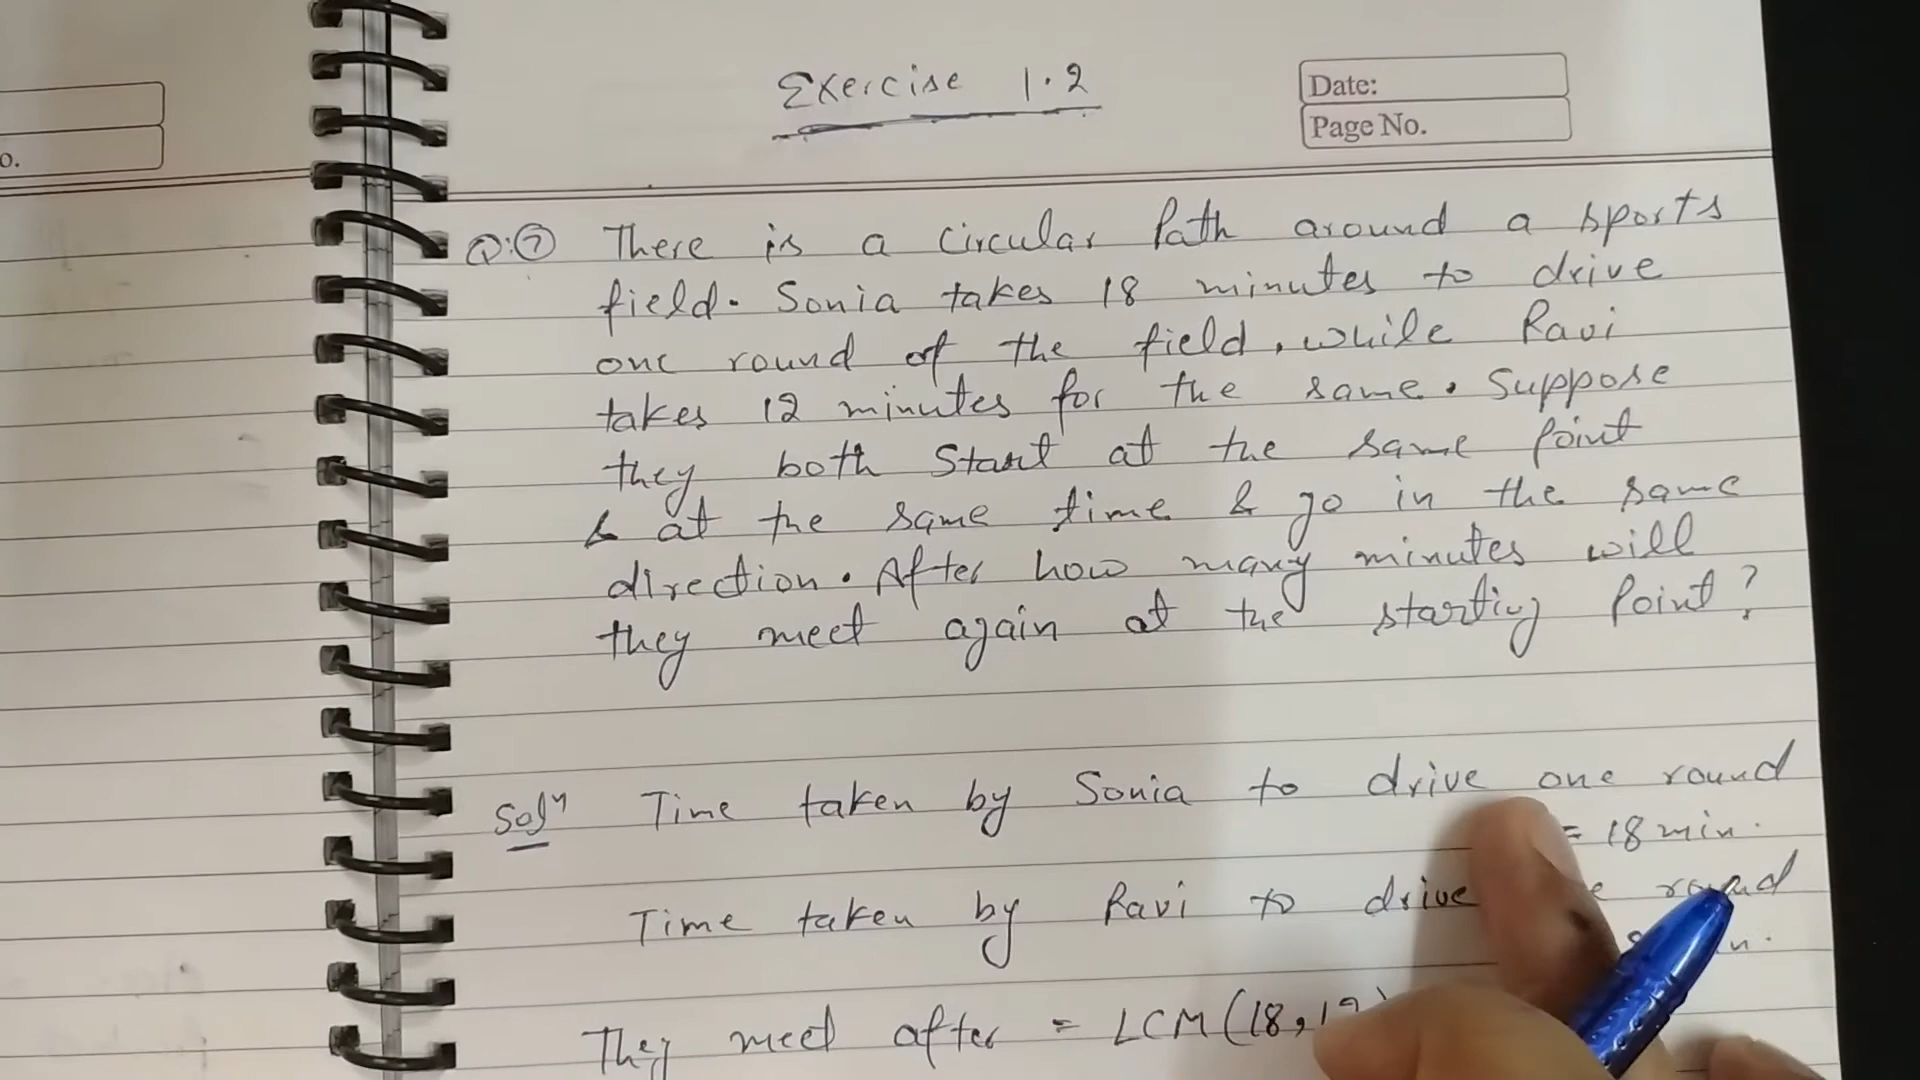 Exercise 1.2
Date:
Page No.
o.
Q.7 There is a circular Path around a sports
field. Sonia takes 18 minutes to drive
one round of the field, while Ravi
takes 12 minutes for the same. Suppose
they both start at the same Point
& at the same time & go in the same
direction. After how many minutes will
they meet again at the starting Point?
Solⁿ Time taken by Sonia to drive one round
= 18 min.
Time taken by Ravi to drive round
They meet after = LCM (18,12)